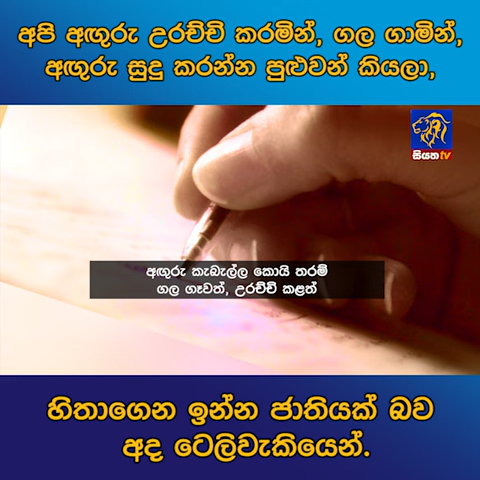 අපි අඟුරු උරච්චි කරමින්, ගල ගාමින්,
අඟුරු සුදු කරන්න පුළුවන් කියලා,
සියත tv
අඟුරු කැබැල්ල කොයි තරම්
ගල ගෑවත්, උරච්චි කළත්
හිතාගෙන ඉන්න ජාතියක් බව
අද ටෙලිවැකියෙන්.